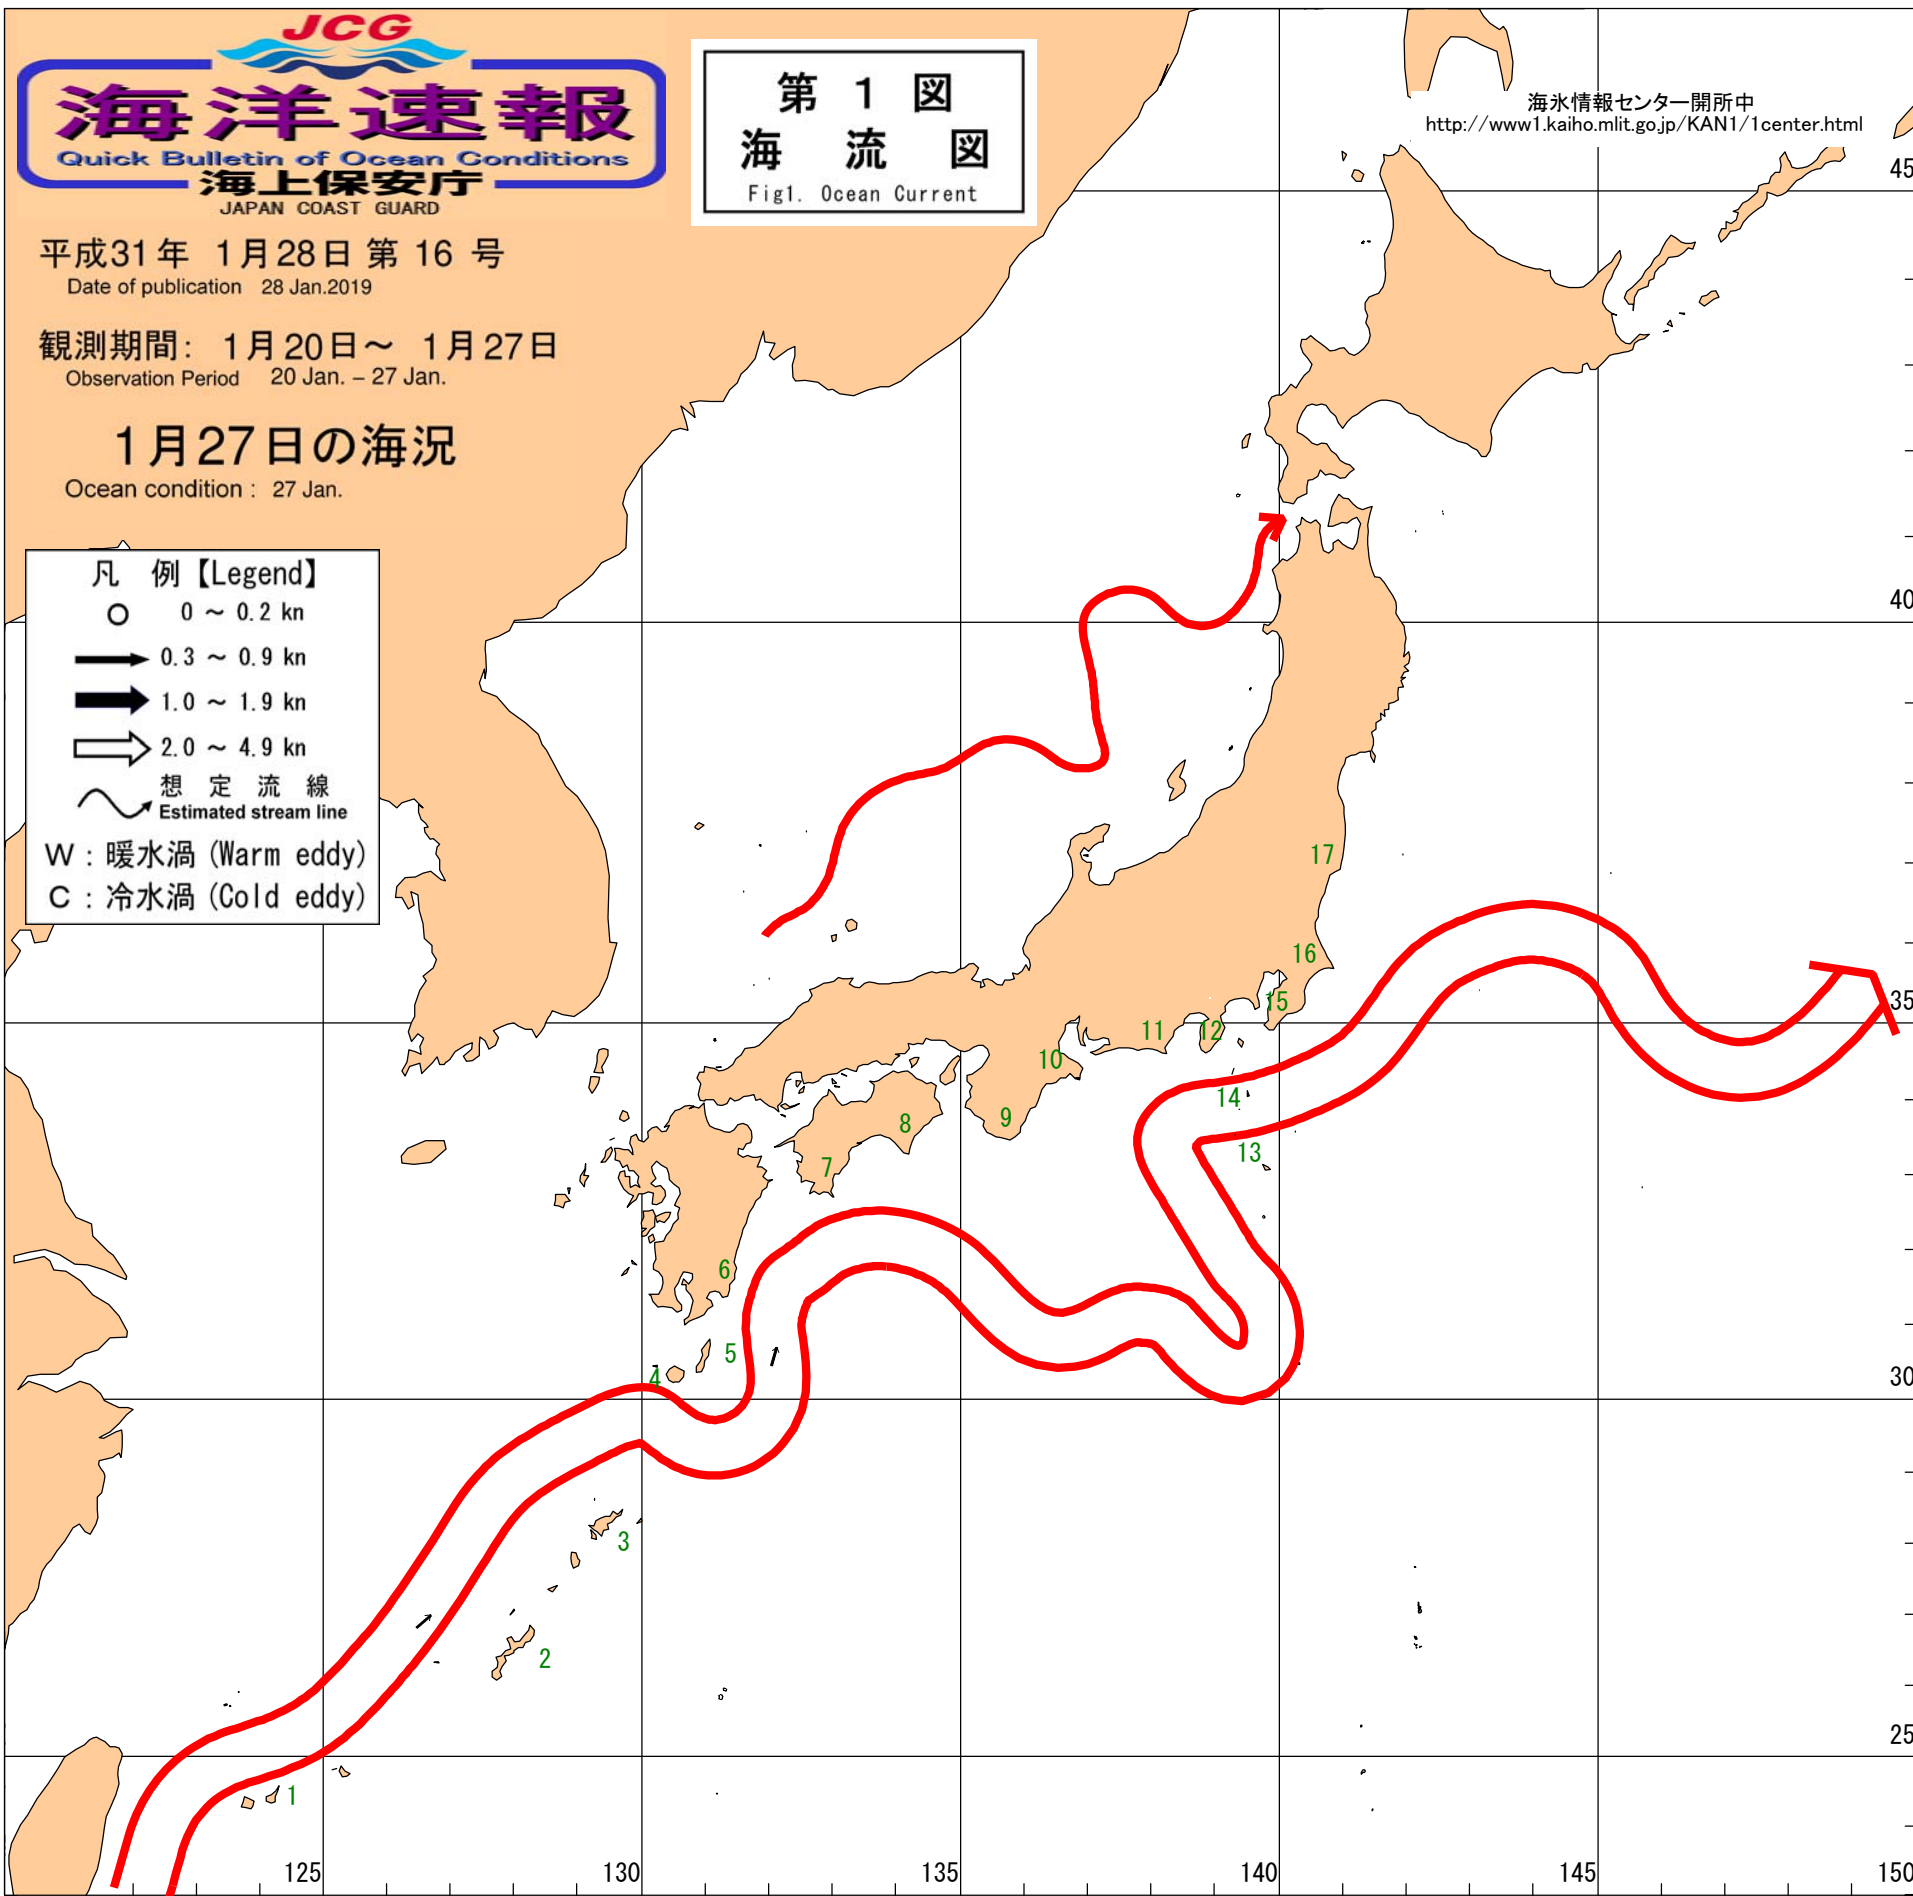 JCG
海洋速報
Quick Bulletin of Ocean Conditions
海上保安庁
JAPAN COAST GUARD
第 1 図
海 流 図
Fig1. Ocean Current
海氷情報センター開所中
http://www1.kaiho.mlit.go.jp/KAN1/1center.html
平成31年 1月28日 第 16 号
Date of publication 28 Jan.2019
観測期間: 1月20日～ 1月27日
Observation Period 20 Jan. – 27 Jan.
1月27日の海況
Ocean condition : 27 Jan.
凡 例【Legend】
0 ～ 0.2 kn
0.3 ～ 0.9 kn
1.0 ～ 1.9 kn
2.0 ～ 4.9 kn
想 定 流 線
Estimated stream line
W : 暖水渦 (Warm eddy)
C : 冷水渦 (Cold eddy)
45
40
17
16
35
15
11
12
10
14
8
9
13
7
6
5
4
30
3
2
25
1
125
130
135
140
145
150